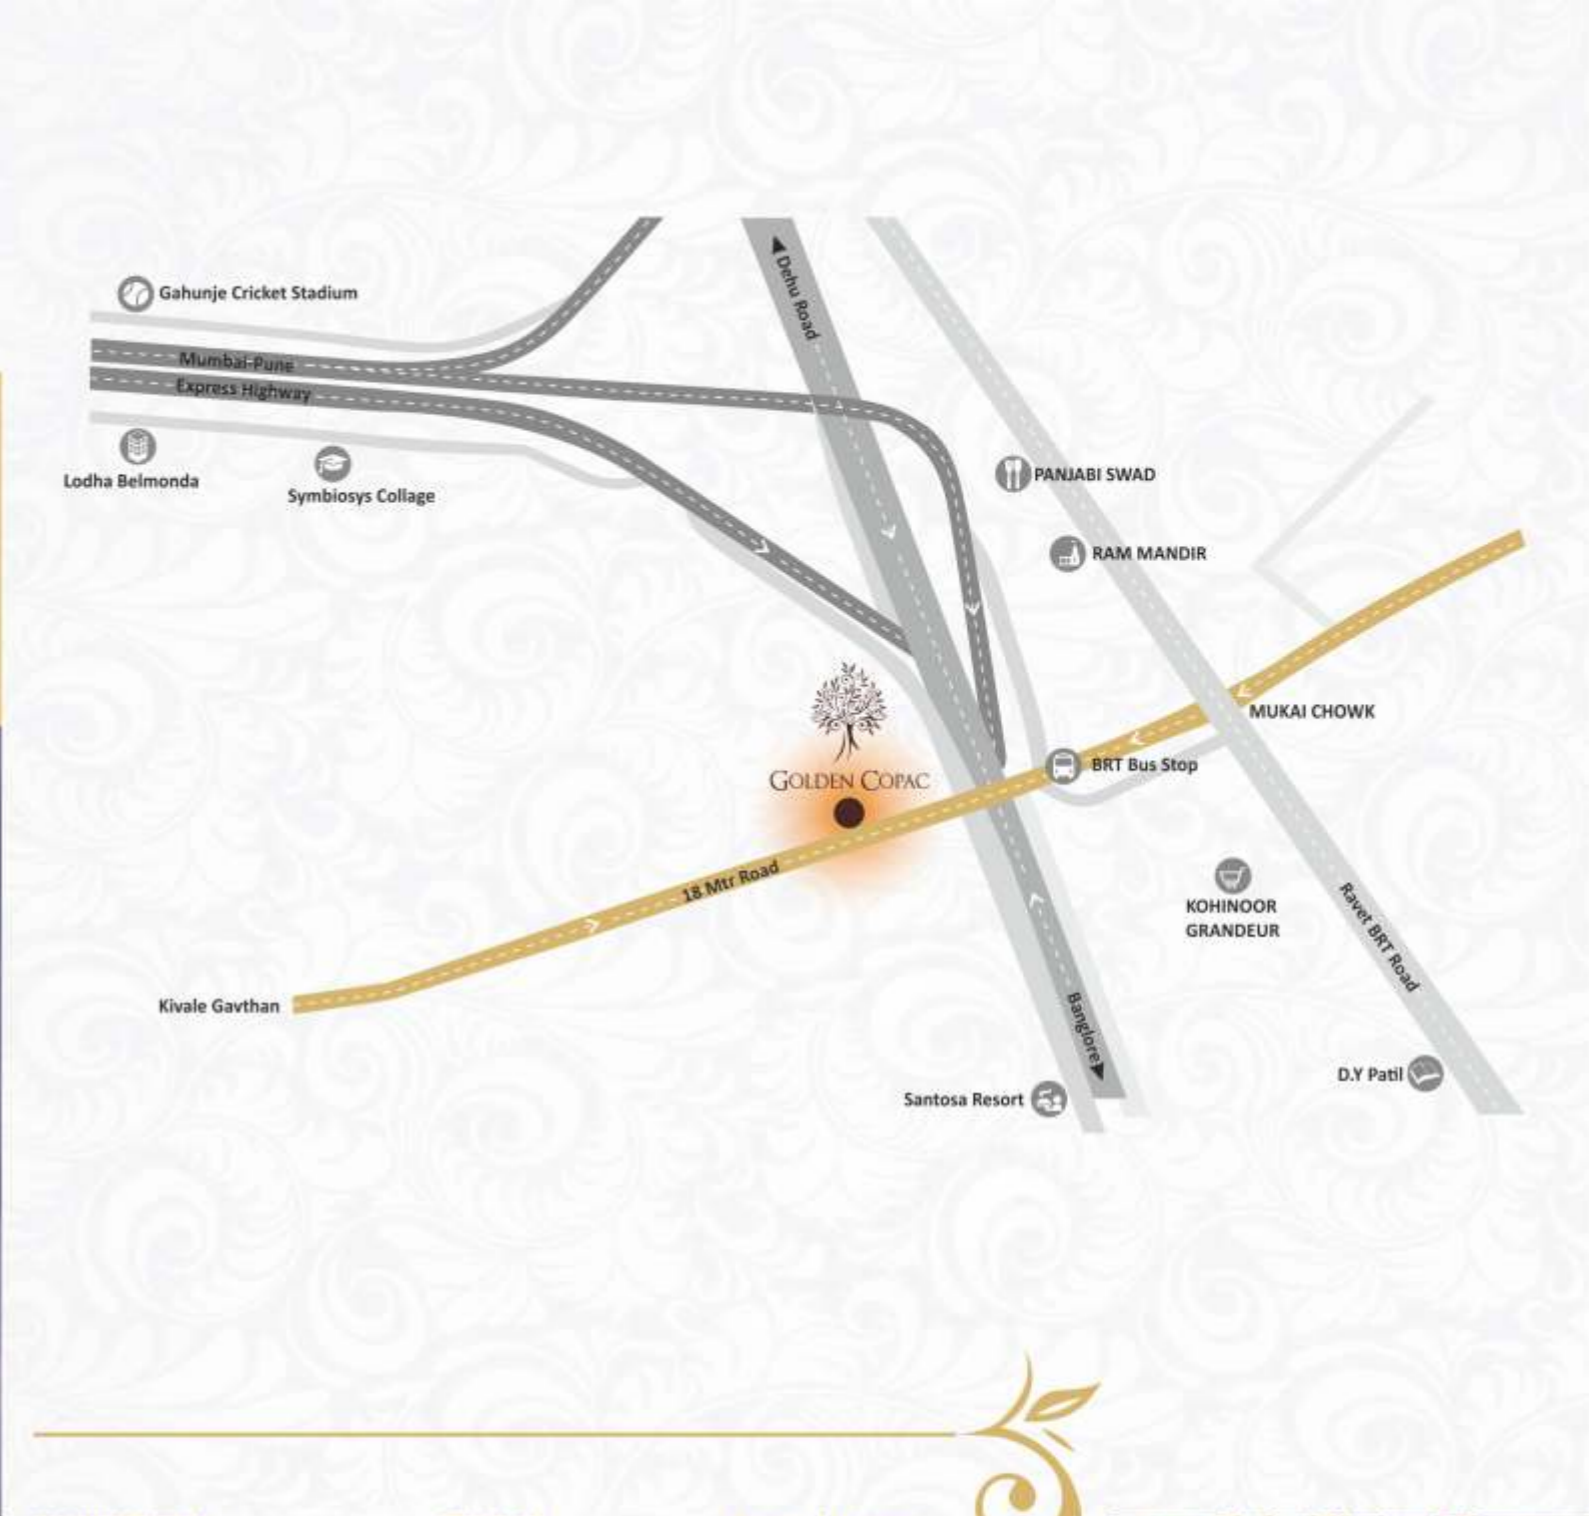 Dehu Road
Gahunje Cricket Stadium
Mumbai-Pune
Express Highway
Lodha Belmonda
Symbiosys Collage
PANJABI SWAD
RAM MANDIR
MUKAI CHOWK
BRT Bus Stop
GOLDEN COPAC
18 Mtr Road
KOHINOOR
GRANDEUR
Ravet BRT Road
Kivale Gavthan
Banglore
D.Y Patil
Santosa Resort